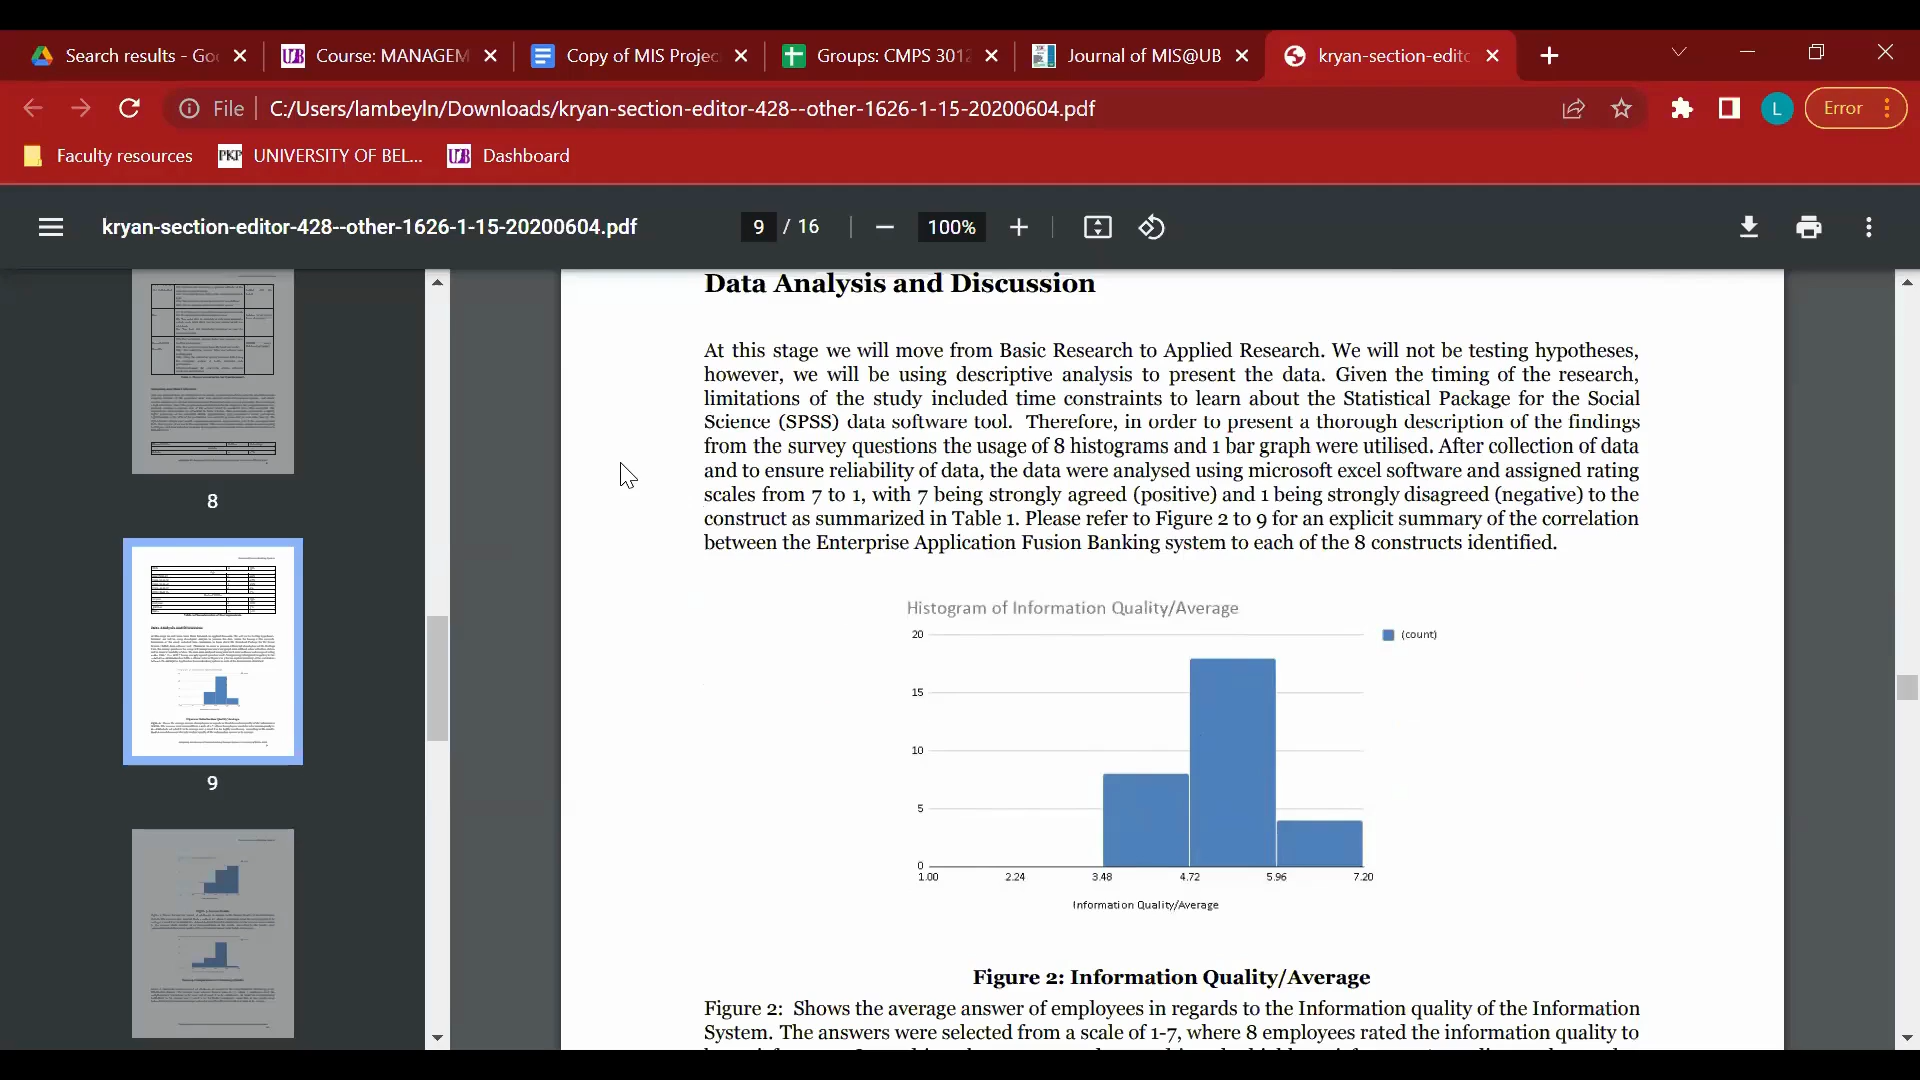 Search results - Goo
Course: MANAGEM
Copy of MIS Projec
Groups: CMPS 3012
Journal of MIS@UB
kryan-section-edito
File
C:/Users/lambeyln/Downloads/kryan-section-editor-428--other-1626-1-15-20200604.pdf
L
Error
Faculty resources
PKP
UNIVERSITY OF BEL...
UB
Dashboard
kryan-section-editor-428--other-1626-1-15-20200604.pdf
9 / 16
100%
8
9
Data Analysis and Discussion
At this stage we will move from Basic Research to Applied Research. We will not be testing hypotheses,
however, we will be using descriptive analysis to present the data. Given the timing of the research,
limitations of the study included time constraints to learn about the Statistical Package for the Social
Science (SPSS) data software tool. Therefore, in order to present a thorough description of the findings
from the survey questions the usage of 8 histograms and 1 bar graph were utilised. After collection of data
and to ensure reliability of data, the data were analysed using microsoft excel software and assigned rating
scales from 7 to 1, with 7 being strongly agreed (positive) and 1 being strongly disagreed (negative) to the
construct as summarized in Table 1. Please refer to Figure 2 to 9 for an explicit summary of the correlation
between the Enterprise Application Fusion Banking system to each of the 8 constructs identified.
Histogram of Information Quality/Average
(count)
20
15
10
5
0
1.00 2.24 3.48 4.72 5.96 7.20
Information Quality/Average
Figure 2: Information Quality/Average
Figure 2: Shows the average answer of employees in regards to the Information quality of the Information
System. The answers were selected from a scale of 1-7, where 8 employees rated the information quality to